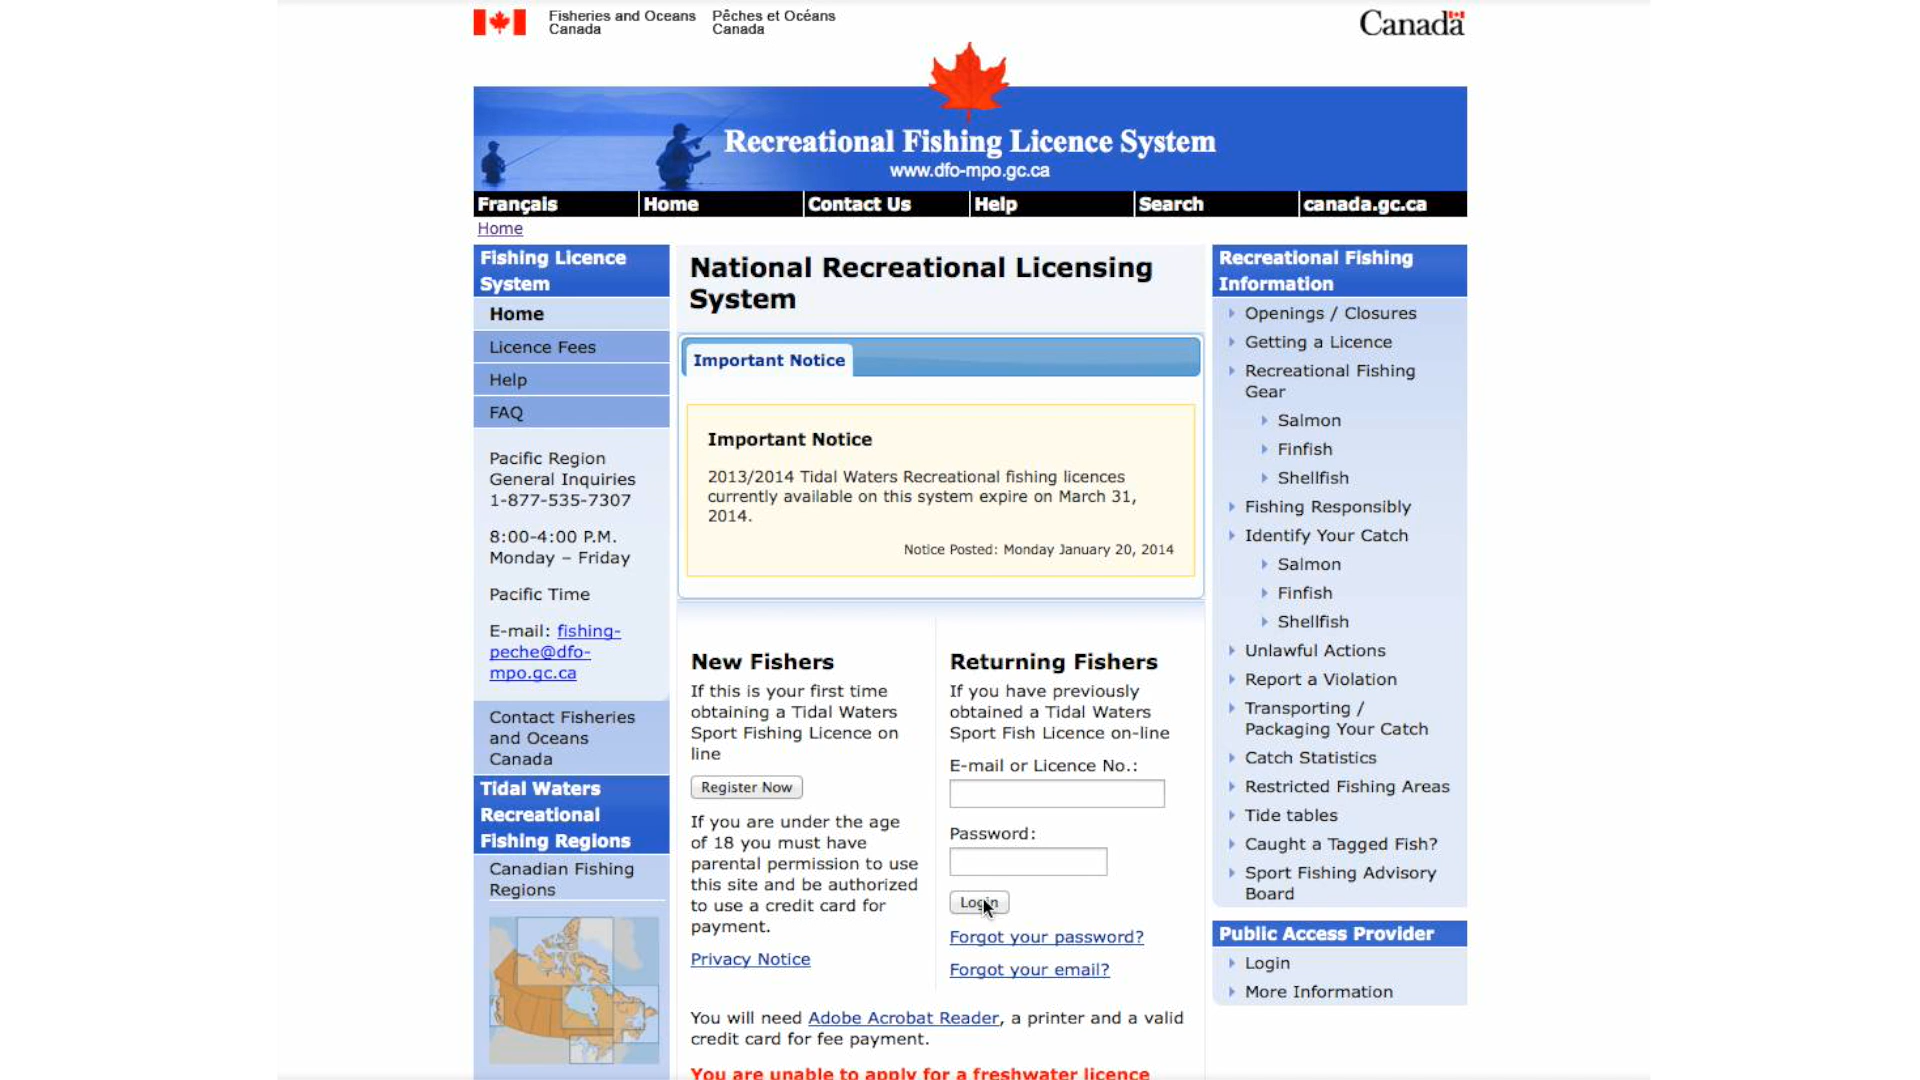 Fisheries and Oceans Pêches et Océans
Canada Canada
Canada
Recreational Fishing Licence System
www.dfo-mpo.gc.ca
Français Home Contact Us Help Search canada.gc.ca
Home
Fishing Licence
System
Home
Licence Fees
Help
FAQ
Pacific Region
General Inquiries
1-877-535-7307
8:00-4:00 P.M.
Monday – Friday
Pacific Time
E-mail: fishing-
peche@dfo-
mpo.gc.ca
Contact Fisheries
and Oceans
Canada
Tidal Waters
Recreational
Fishing Regions
Canadian Fishing
Regions
National Recreational Licensing
System
Important Notice
Important Notice
2013/2014 Tidal Waters Recreational fishing licences
currently available on this system expire on March 31,
2014.
Notice Posted: Monday January 20, 2014
New Fishers
If this is your first time
obtaining a Tidal Waters
Sport Fishing Licence on
line
Register Now
If you are under the age
of 18 you must have
parental permission to use
this site and be authorized
to use a credit card for
payment.
Privacy Notice
Returning Fishers
If you have previously
obtained a Tidal Waters
Sport Fish Licence on-line
E-mail or Licence No.:
Password:
Login
Forgot your password?
Forgot your email?
You will need Adobe Acrobat Reader, a printer and a valid
credit card for fee payment.
You are unable to apply for a freshwater licence
Recreational Fishing
Information
Openings / Closures
Getting a Licence
Recreational Fishing
Gear
Salmon
Finfish
Shellfish
Fishing Responsibly
Identify Your Catch
Salmon
Finfish
Shellfish
Unlawful Actions
Report a Violation
Transporting /
Packaging Your Catch
Catch Statistics
Restricted Fishing Areas
Tide tables
Caught a Tagged Fish?
Sport Fishing Advisory
Board
Public Access Provider
Login
More Information